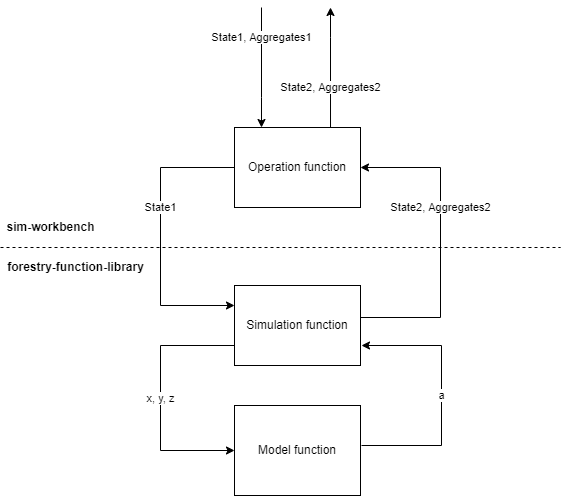 State1, Aggregates1
State2, Aggregates2
Operation function
State1
State2, Aggregates2
sim-workbench
forestry-function-library
Simulation function
x, y, z
a
Model function